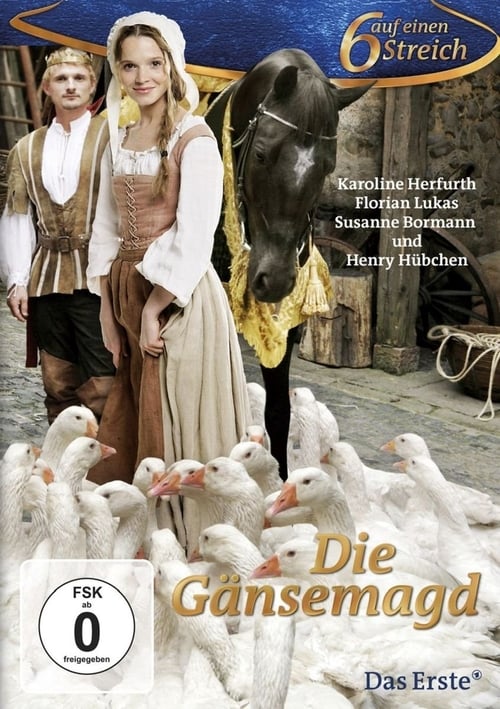 6 auf einen
Streich
Karoline Herfurth
Florian Lukas
Susanne Bormann
und
Henry Hübchen
Die
Gänsemagd
FSK
ab
0
freigegeben
Das Erste